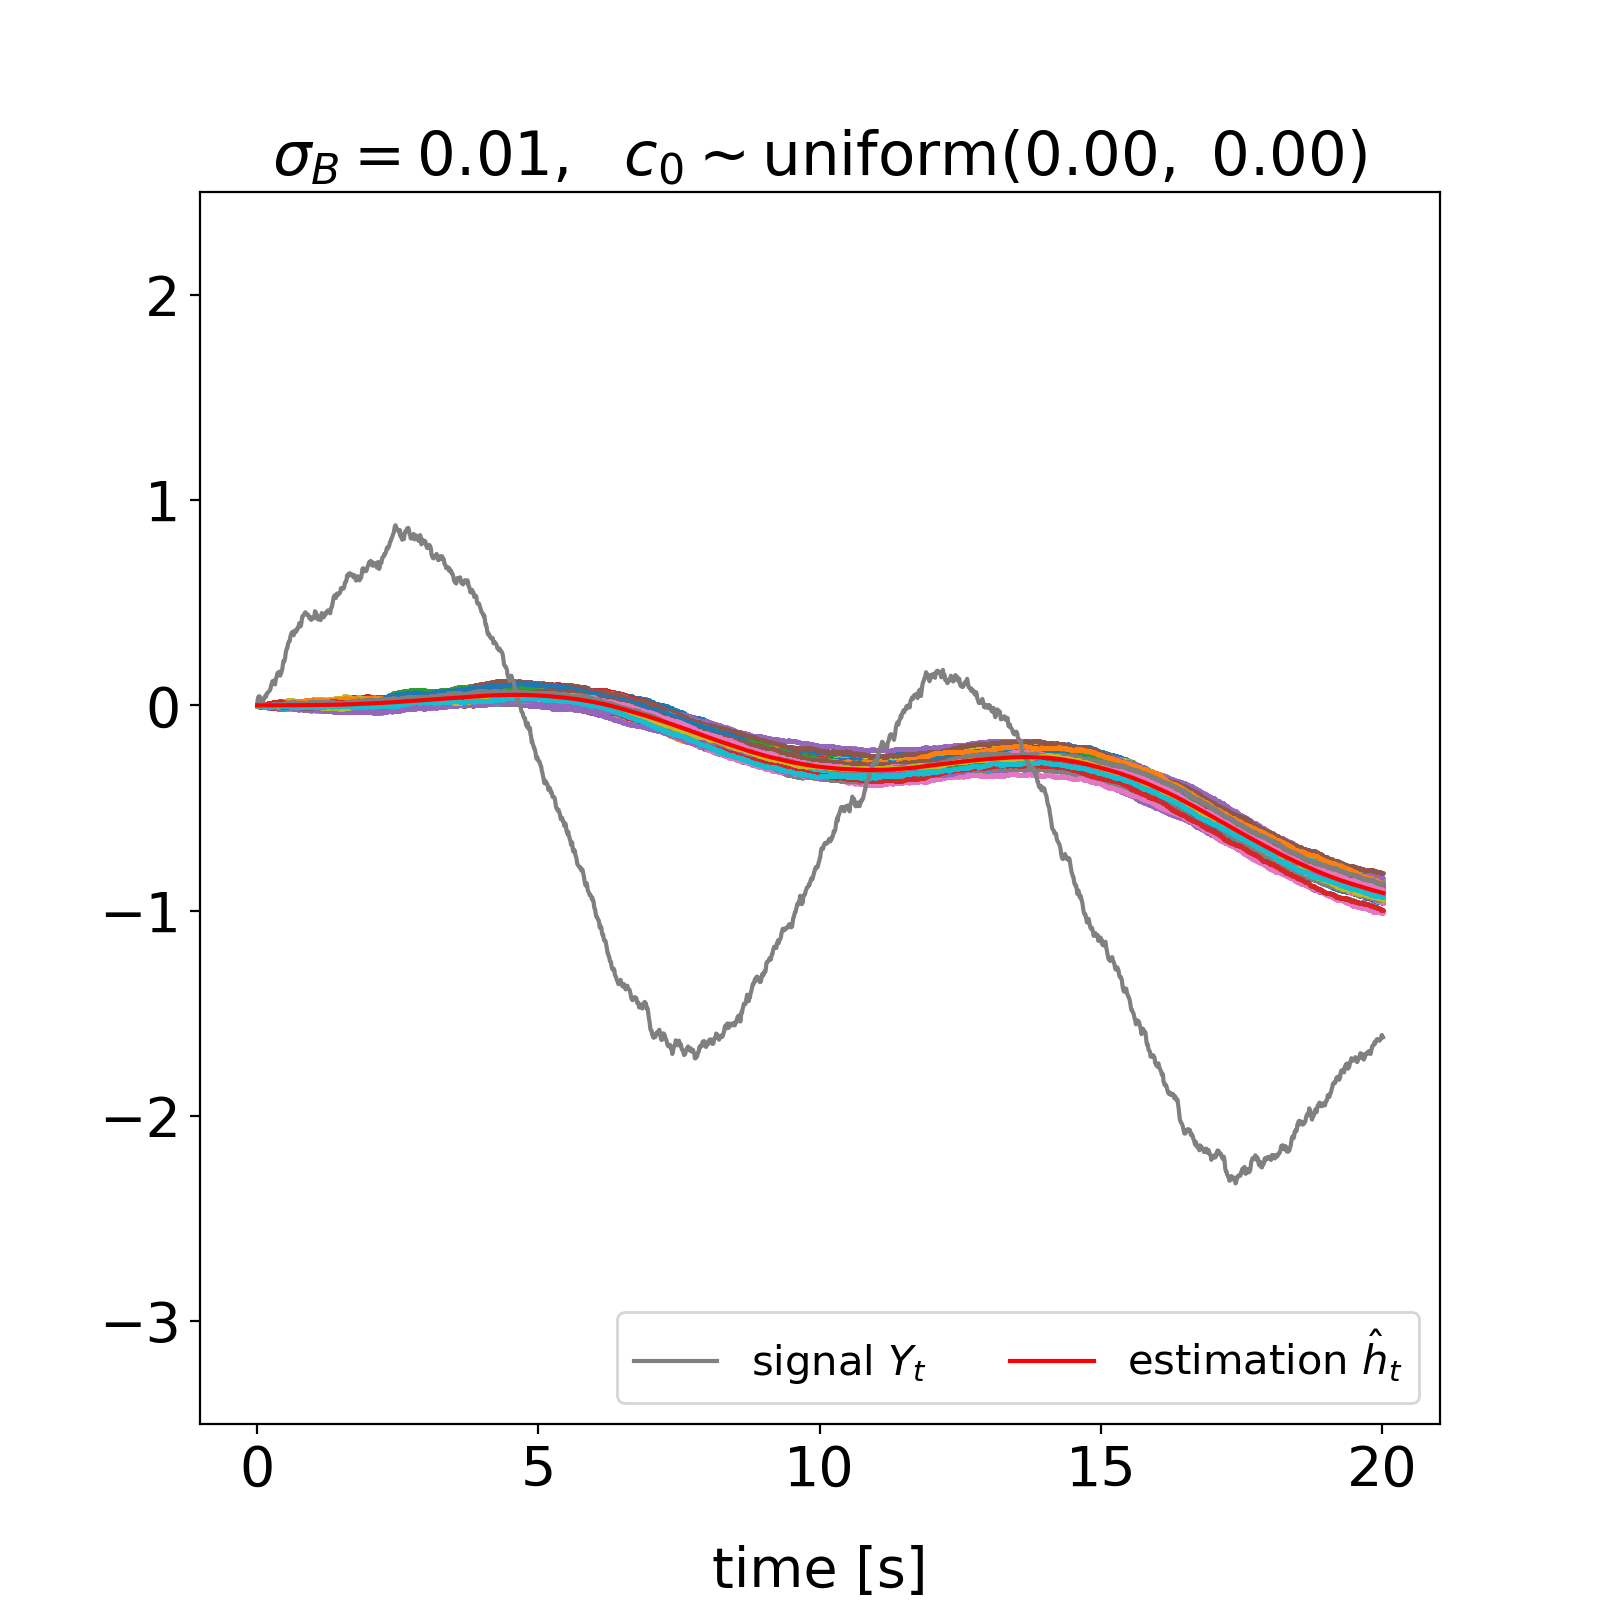 σ_B = 0.01,   c_0 ~ uniform(0.00, 0.00)
2
1
0
−1
−2
−3
signal Y_t   estimation ĥ_t
0 5 10 15 20
time [s]